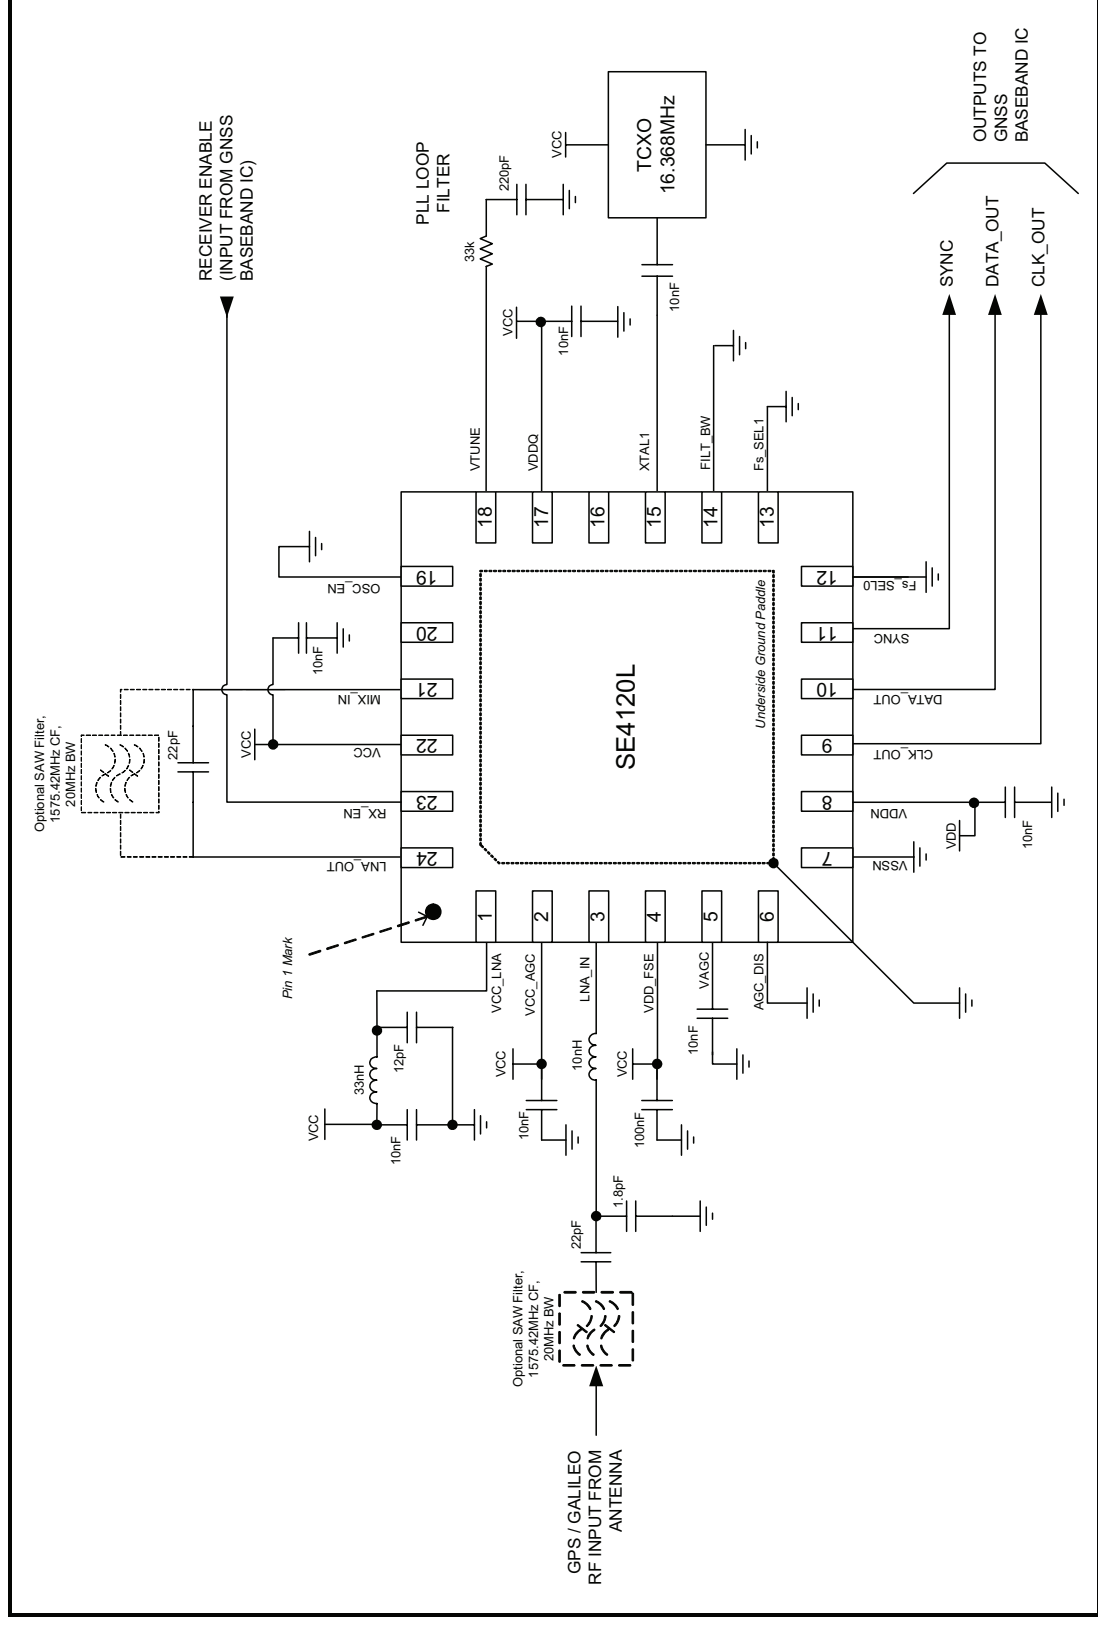 RECEIVER ENABLE
(INPUT FROM GNSS
BASEBAND IC)
Optional SAW Filter,
1575.42MHz CF,
20MHz BW
22pF
VCC
10nF
Pin 1 Mark
LNA_OUT
RX_EN
VCC
MIX_IN
OSC_EN
24
23
22
21
20
19
PLL LOOP
FILTER
33k
220pF
VCC
10nF
VCC
TCXO
16.368MHz
10nF
VTUNE
VDDQ
XTAL1
FILT_BW
Fs_SEL1
18
17
16
15
14
13
SE4120L
Underside Ground Paddle
1
2
3
4
5
6
VCC_LNA
VCC_AGC
LNA_IN
VDD_FSE
VAGC
AGC_DIS
VCC
33nH
12pF
10nF
VCC
10nF
10nH
VCC
100nF
10nF
1.8pF
22pF
Optional SAW Filter,
1575.42MHz CF,
20MHz BW
GPS / GALILEO
RF INPUT FROM
ANTENNA
7
8
9
10
11
12
VSSN
VDDN
CLK_OUT
DATA_OUT
SYNC
Fs_SEL0
VDD
10nF
SYNC
DATA_OUT
CLK_OUT
OUTPUTS TO
GNSS
BASEBAND IC